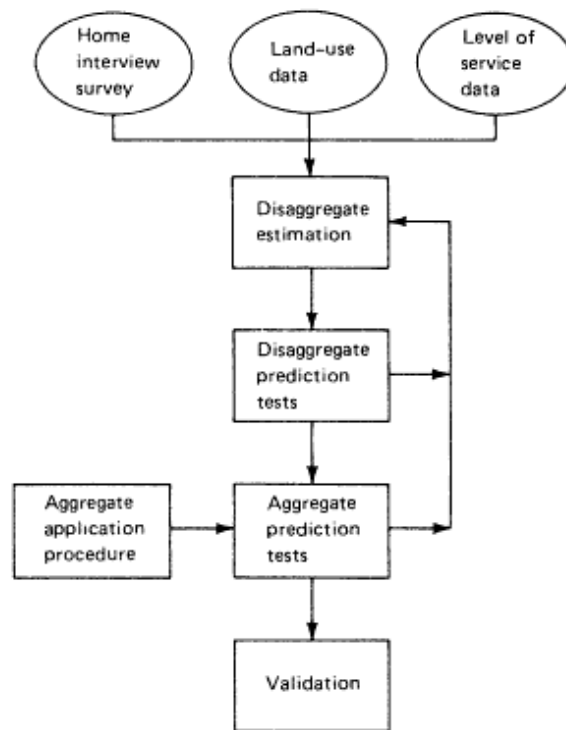 Home
interview
survey
Land-use
data
Level of
service
data
Disaggregate
estimation
Disaggregate
prediction
tests
Aggregate
application
procedure
Aggregate
prediction
tests
Validation